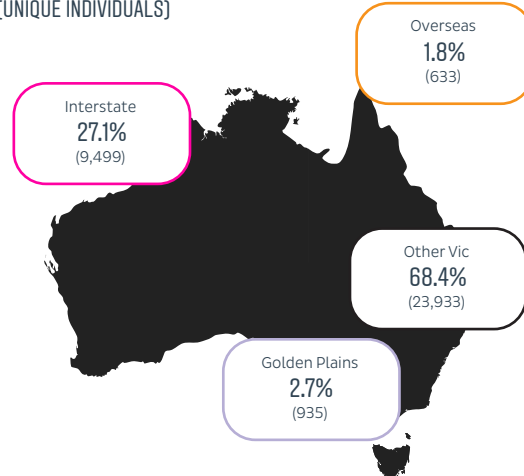 (UNIQUE INDIVIDUALS)
Overseas
1.8%
(633)
Interstate
27.1%
(9,499)
Other Vic
68.4%
(23,933)
Golden Plains
2.7%
(935)